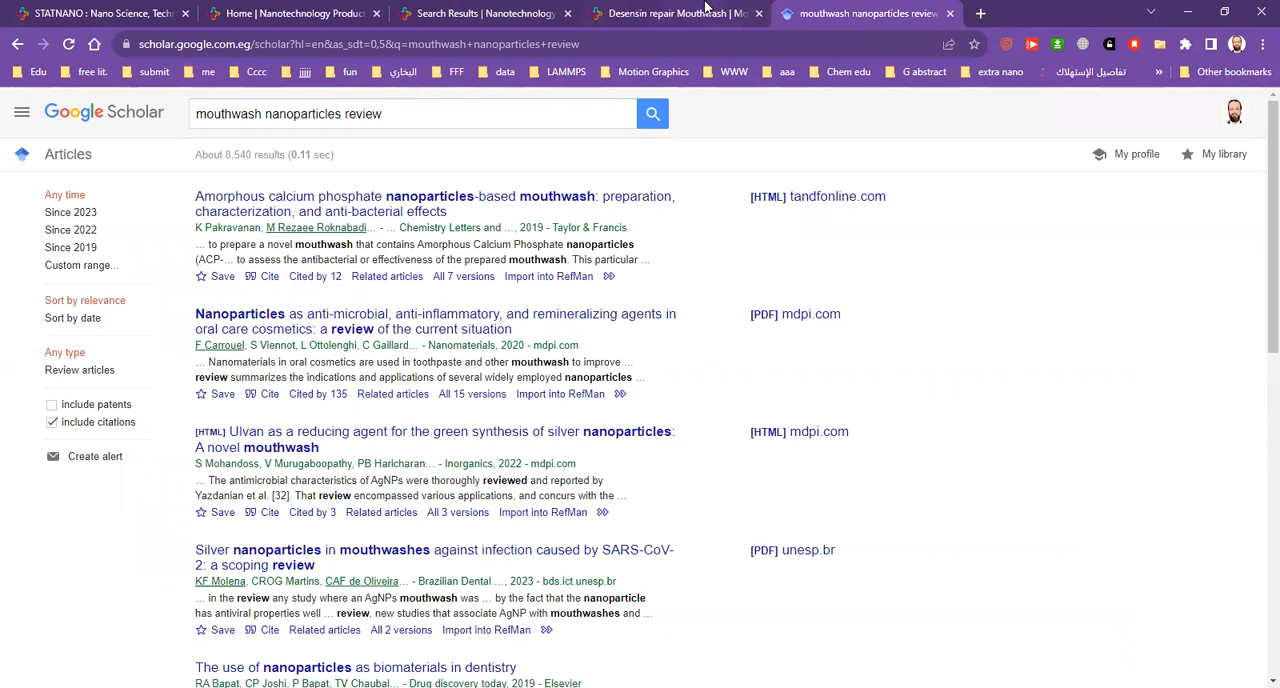 STATNANO : Nano Science, Techn
Home | Nanotechnology Product
Search Results | Nanotechnology
Desensin repair Mouthwash | Mo
mouthwash nanoparticles review
scholar.google.com.eg/scholar?hl=en&as_sdt=0,5&q=mouthwash+nanoparticles+review
Edu
free lit.
submit
me
Cccc
jjjjj
fun
البخاري
FFF
data
LAMMPS
Motion Graphics
WWW
aaa
Chem edu
G abstract
extra nano
تفاصيل الإستهلاك
»
Other bookmarks
Google Scholar
mouthwash nanoparticles review
Articles
About 8,540 results (0.11 sec)
My profile
My library
Any time
Since 2023
Since 2022
Since 2019
Custom range...
Sort by relevance
Sort by date
Any type
Review articles
include patents
include citations
Create alert
Amorphous calcium phosphate nanoparticles-based mouthwash: preparation,
characterization, and anti-bacterial effects
K Pakravanan, M Rezaee Roknabadi… - … Chemistry Letters and …, 2019 - Taylor & Francis
… to prepare a novel mouthwash that contains Amorphous Calcium Phosphate nanoparticles
(ACP-… to assess the antibacterial or effectiveness of the prepared mouthwash. This particular …
Save Cite Cited by 12 Related articles All 7 versions Import into RefMan
[HTML] tandfonline.com
Nanoparticles as anti-microbial, anti-inflammatory, and remineralizing agents in
oral care cosmetics: a review of the current situation
F Carrouel, S Viennot, L Ottolenghi, C Gaillard… - Nanomaterials, 2020 - mdpi.com
… Nanomaterials in oral cosmetics are used in toothpaste and other mouthwash to improve …
review summarizes the indications and applications of several widely employed nanoparticles …
Save Cite Cited by 135 Related articles All 15 versions Import into RefMan
[PDF] mdpi.com
[HTML] Ulvan as a reducing agent for the green synthesis of silver nanoparticles:
A novel mouthwash
S Mohandoss, V Murugaboopathy, PB Haricharan… - Inorganics, 2022 - mdpi.com
… The antimicrobial characteristics of AgNPs were thoroughly reviewed and reported by
Yazdanian et al. [32]. That review encompassed various applications, and concurs with the …
Save Cite Cited by 3 Related articles All 3 versions Import into RefMan
[HTML] mdpi.com
Silver nanoparticles in mouthwashes against infection caused by SARS-CoV-
2: a scoping review
KF Molena, CROG Martins, CAF de Oliveira… - Brazilian Dental …, 2023 - bds.ict.unesp.br
… in the review any study where an AgNPs mouthwash was … by the fact that the nanoparticle
has antiviral properties well … review, new studies that associate AgNP with mouthwashes and …
Save Cite Related articles All 2 versions Import into RefMan
[PDF] unesp.br
The use of nanoparticles as biomaterials in dentistry
RA Bapat, CP Joshi, P Bapat, TV Chaubal… - Drug discovery today, 2019 - Elsevier